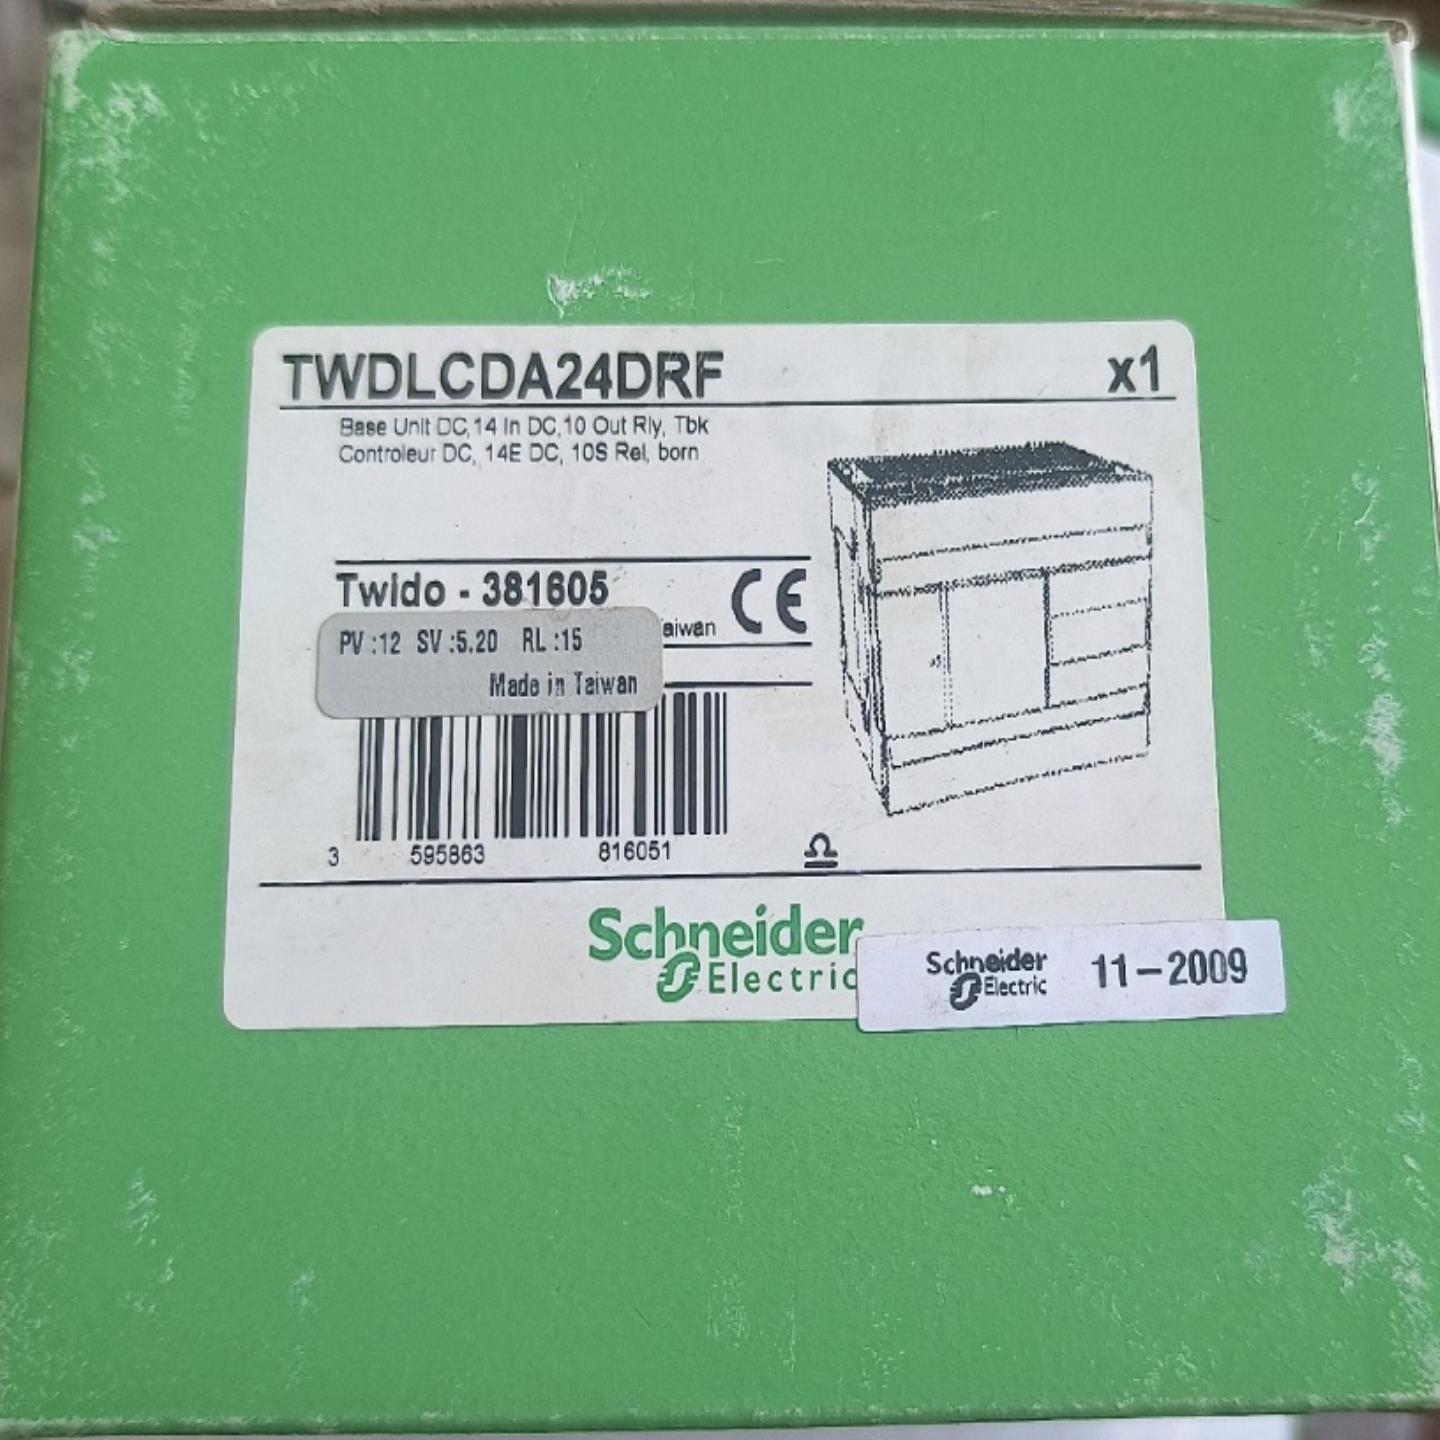 TWDLCDA24DRF x1
Base Unit DC,14 In DC,10 Out Rly, Tbk
Controleur DC, 14E DC, 10S Rel, born
Twido - 381605
CE
PV :12 SV :5.20 RL :15
aiwan
Made in Taiwan
3 595863 816051
Schneider
Electric
Schneider
Electric
11-2009